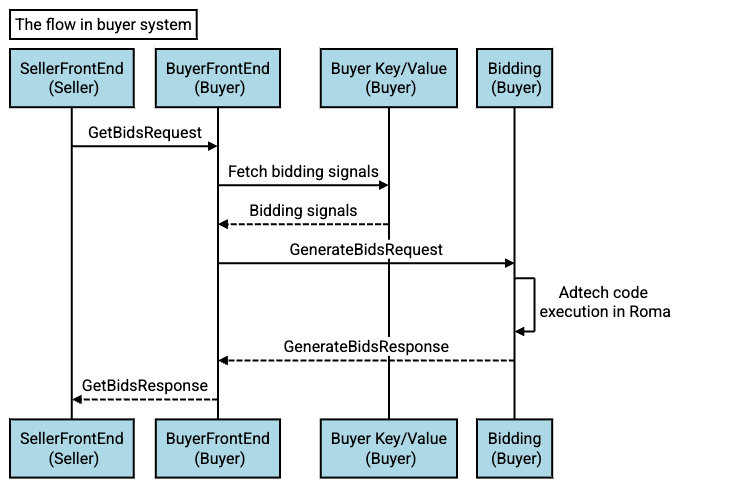 The flow in buyer system
SellerFrontEnd
(Seller)
BuyerFrontEnd
(Buyer)
Buyer Key/Value
(Buyer)
Bidding
(Buyer)
GetBidsRequest
Fetch bidding signals
Bidding signals
GenerateBidsRequest
Adtech code
execution in Roma
GenerateBidsResponse
GetBidsResponse
SellerFrontEnd
(Seller)
BuyerFrontEnd
(Buyer)
Buyer Key/Value
(Buyer)
Bidding
(Buyer)